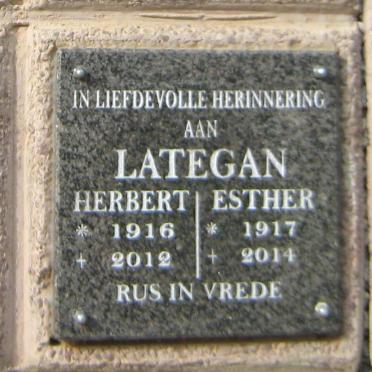 IN LIEFDEVOLLE HERINNERING
AAN
LATEGAN
HERBERT | ESTHER
* 1916 | * 1917
+ 2012 | + 2014
RUS IN VREDE